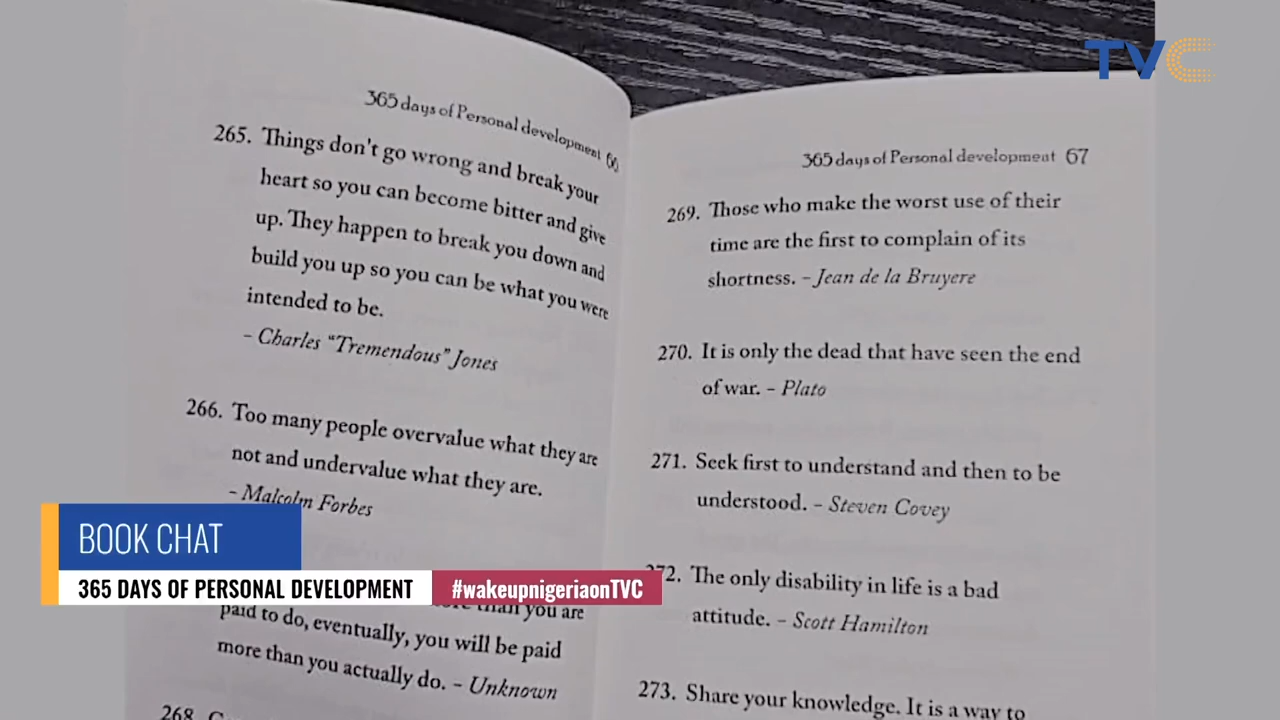 TVC
365 days of Personal development 66
265. Things don't go wrong and break your
heart so you can become bitter and give
up. They happen to break you down and
build you up so you can be what you were
intended to be.
– Charles “Tremendous” Jones
266. Too many people overvalue what they are
not and undervalue what they are.
– Malcolm Forbes
than you are
paid to do, eventually, you will be paid
more than you actually do. – Unknown
268.
365 days of Personal development 67
269. Those who make the worst use of their
time are the first to complain of its
shortness. – Jean de la Bruyere
270. It is only the dead that have seen the end
of war. – Plato
271. Seek first to understand and then to be
understood. – Steven Covey
272. The only disability in life is a bad
attitude. – Scott Hamilton
273. Share your knowledge. It is a way to
BOOK CHAT
365 DAYS OF PERSONAL DEVELOPMENT
#wakeupnigeriaonTVC